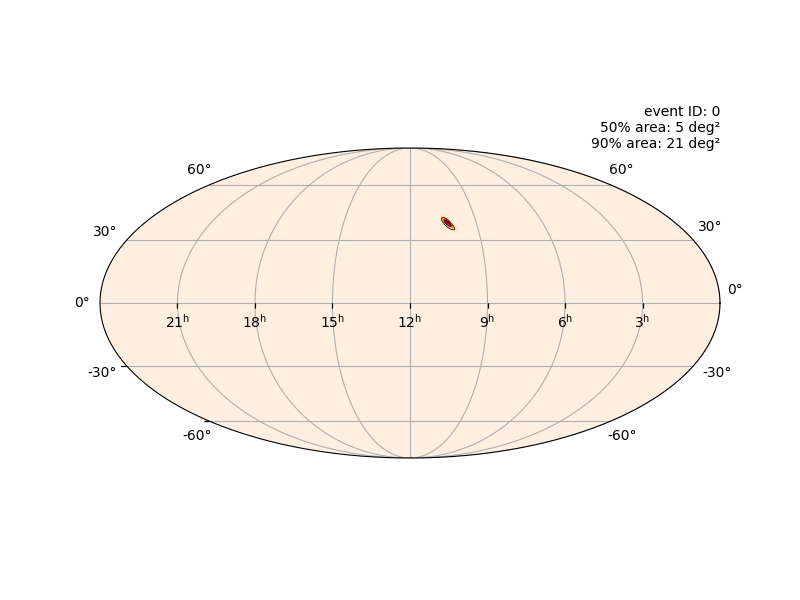 event ID: 0
50% area: 5 deg²
90% area: 21 deg²
60° 60°
30° 30°
0° 0°
21ʰ 18ʰ 15ʰ 12ʰ 9ʰ 6ʰ 3ʰ
-30° -30°
-60° -60°